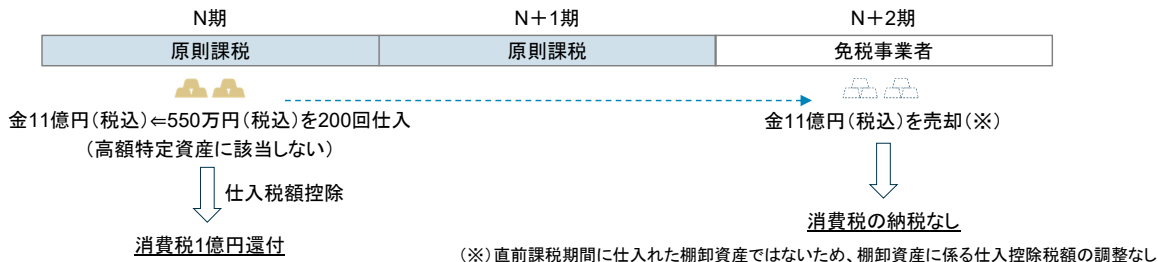 N期 N+1期 N+2期
原則課税 原則課税 免税事業者
金11億円(税込)⇐550万円(税込)を200回仕入
(高額特定資産に該当しない)
金11億円(税込)を売却(※)
仕入税額控除
消費税1億円還付
消費税の納税なし
(※)直前課税期間に仕入れた棚卸資産ではないため、棚卸資産に係る仕入控除税額の調整なし